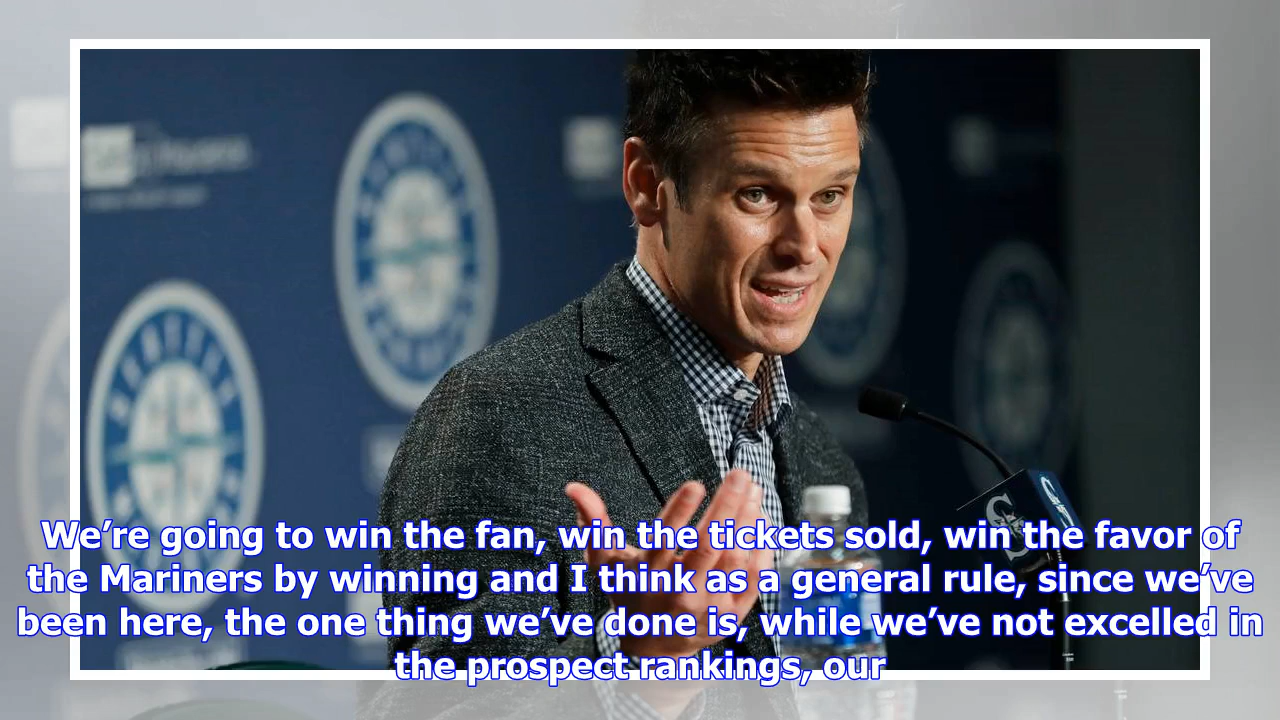 We’re going to win the fan, win the tickets sold, win the favor of
the Mariners by winning and I think as a general rule, since we’ve
been here, the one thing we’ve done is, while we’ve not excelled in
the prospect rankings, our